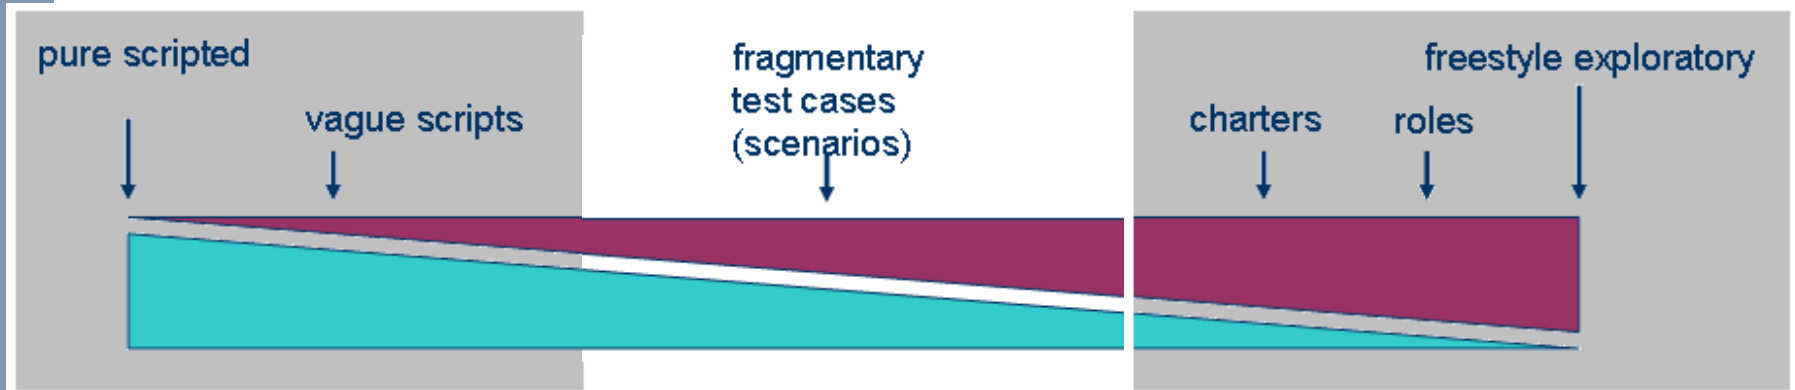 pure scripted
vague scripts
fragmentary
test cases
(scenarios)
charters
roles
freestyle exploratory